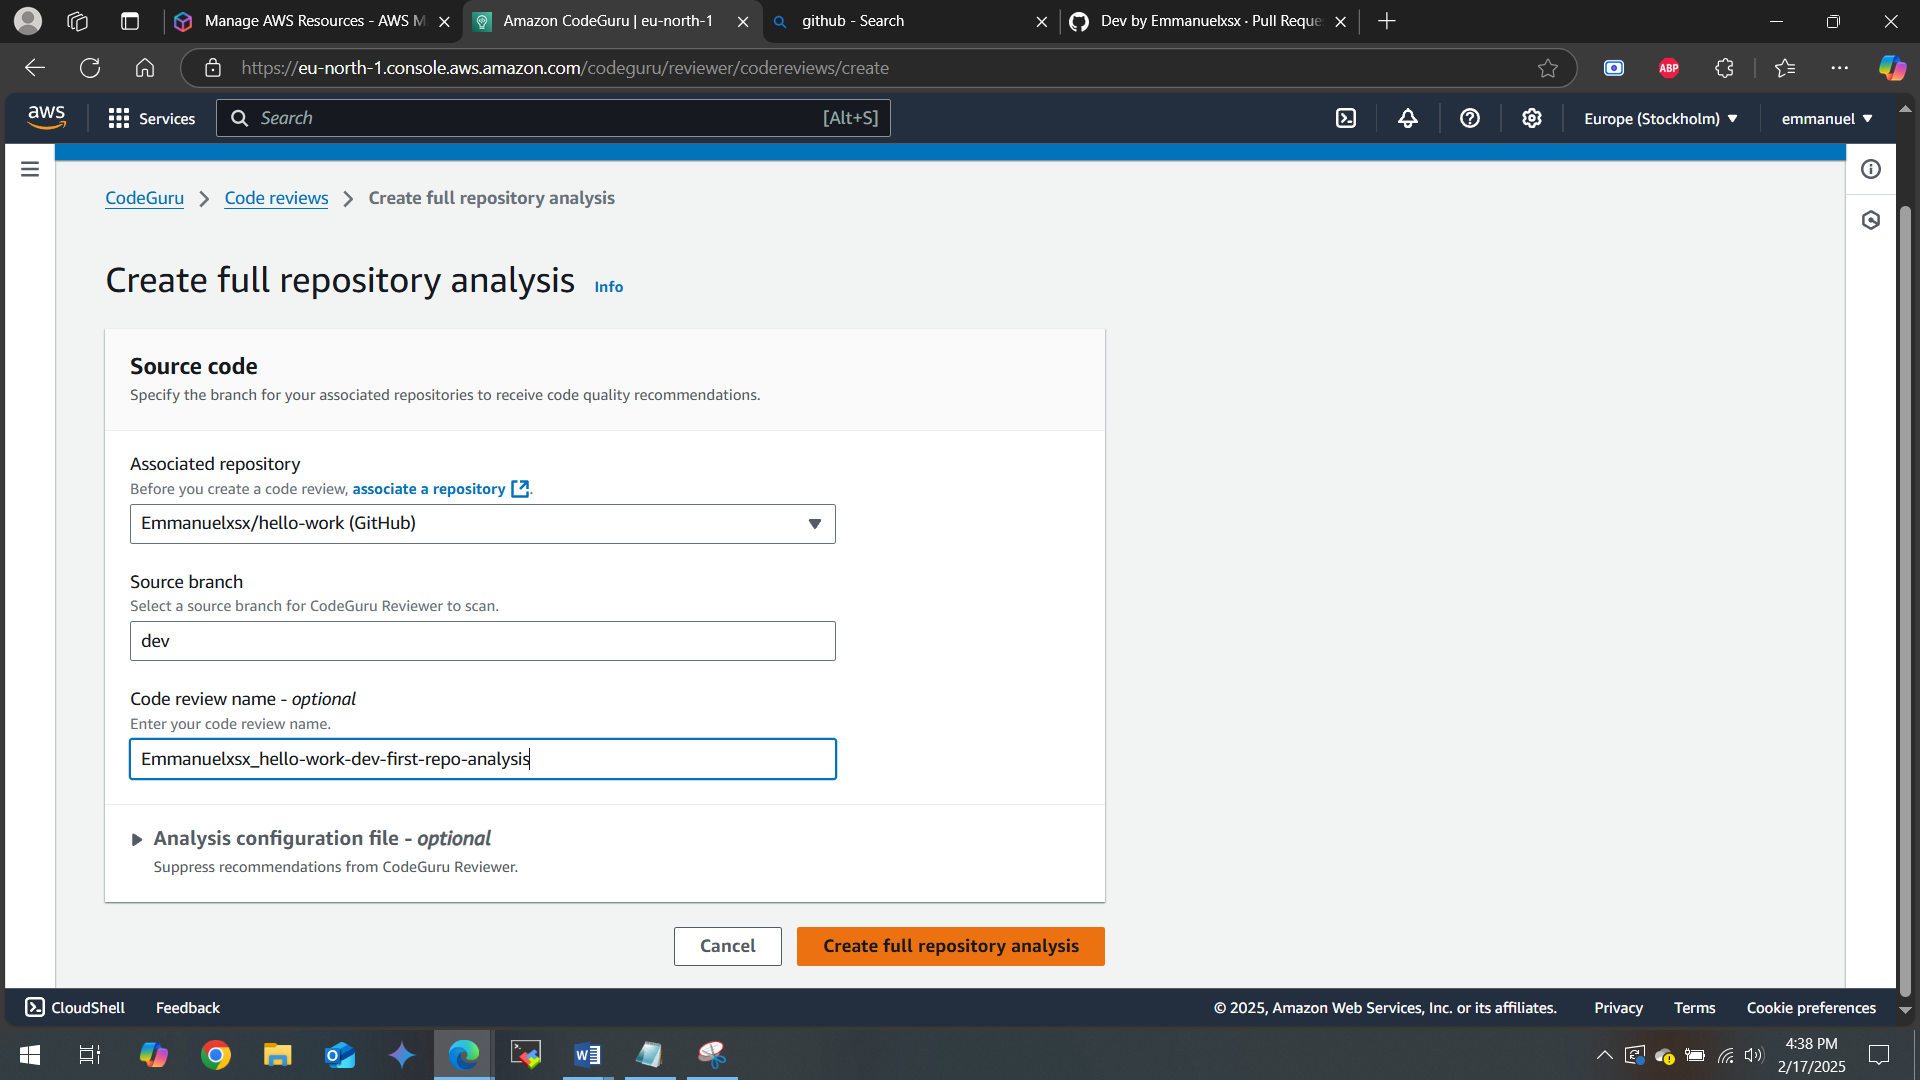 Manage AWS Resources - AWS M
Amazon CodeGuru | eu-north-1
github - Search
Dev by Emmanuelxsx · Pull Reque
https://eu-north-1.console.aws.amazon.com/codeguru/reviewer/codereviews/create
ABP
aws
Services
Search
[Alt+S]
Europe (Stockholm)
emmanuel
CodeGuru
Code reviews
Create full repository analysis
Create full repository analysis
Info
Source code
Specify the branch for your associated repositories to receive code quality recommendations.
Associated repository
Before you create a code review, associate a repository.
Emmanuelxsx/hello-work (GitHub)
Source branch
Select a source branch for CodeGuru Reviewer to scan.
dev
Code review name - optional
Enter your code review name.
Emmanuelxsx_hello-work-dev-first-repo-analysis
Analysis configuration file - optional
Suppress recommendations from CodeGuru Reviewer.
Cancel
Create full repository analysis
CloudShell
Feedback
© 2025, Amazon Web Services, Inc. or its affiliates.
Privacy
Terms
Cookie preferences
4:38 PM
2/17/2025